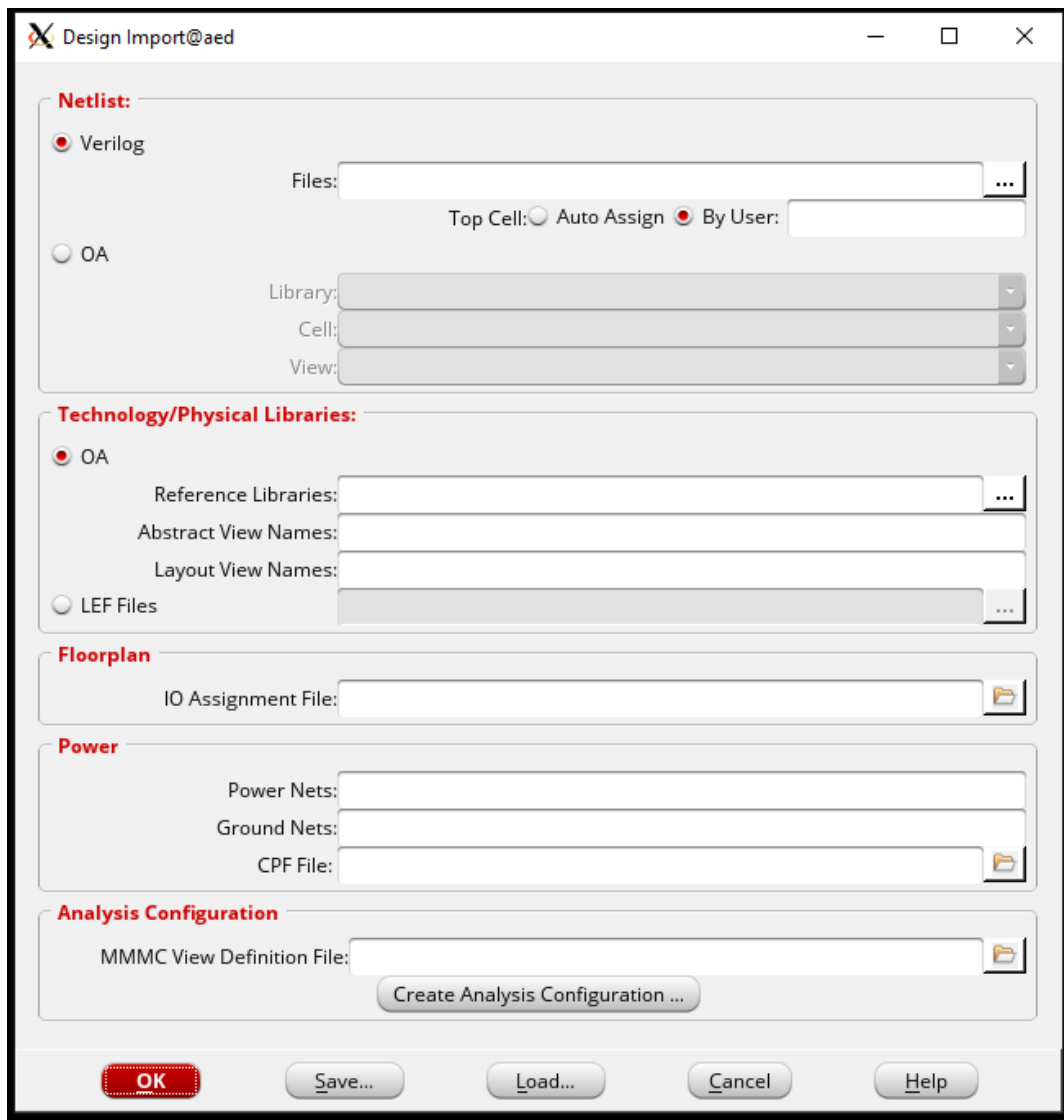 Design Import@aed
Netlist:
Verilog
Files:
...
Top Cell: Auto Assign By User:
OA
Library:
Cell:
View:
Technology/Physical Libraries:
OA
Reference Libraries:
...
Abstract View Names:
Layout View Names:
LEF Files
...
Floorplan
IO Assignment File:
Power
Power Nets:
Ground Nets:
CPF File:
Analysis Configuration
MMMC View Definition File:
Create Analysis Configuration ...
OK Save... Load... Cancel Help